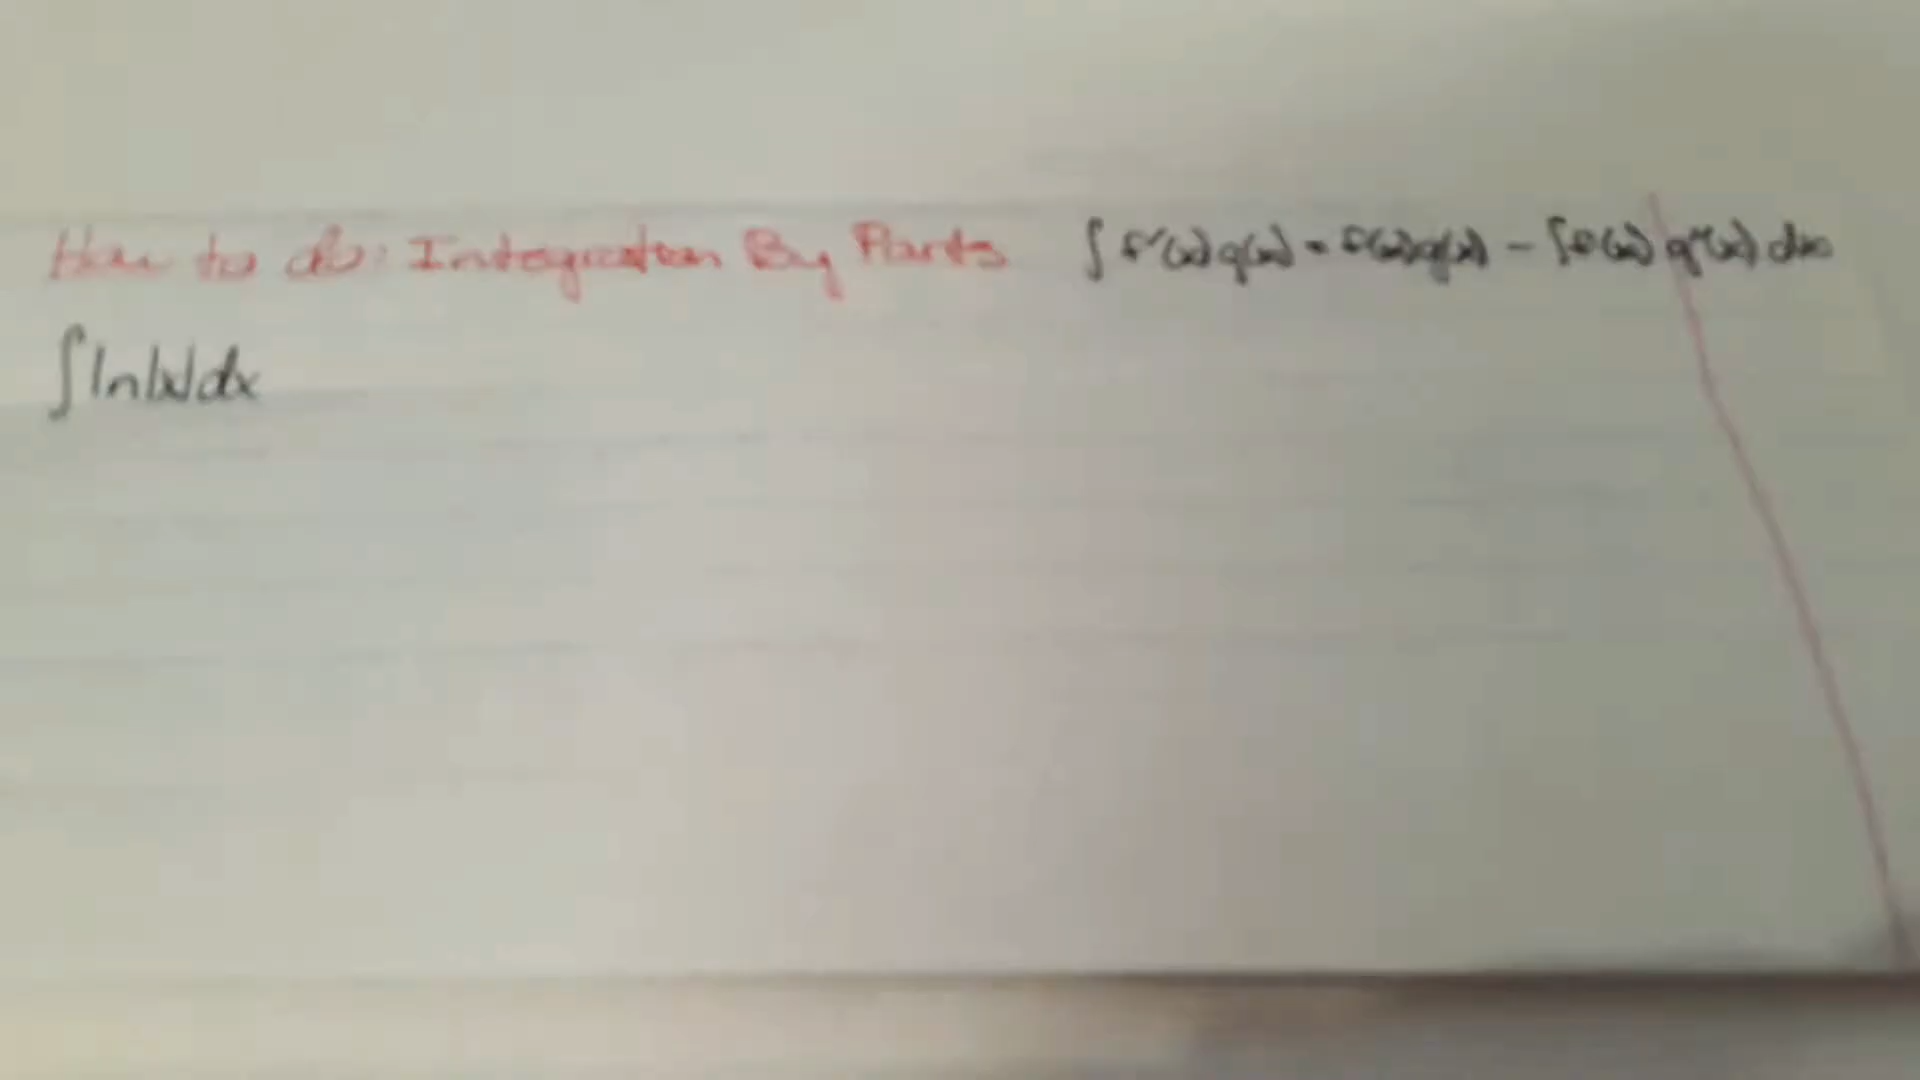 How to do: Integration By Parts ∫f'(x)g(x) = f(x)g(x) - ∫f(x)g'(x)dx
∫ln|x|dx